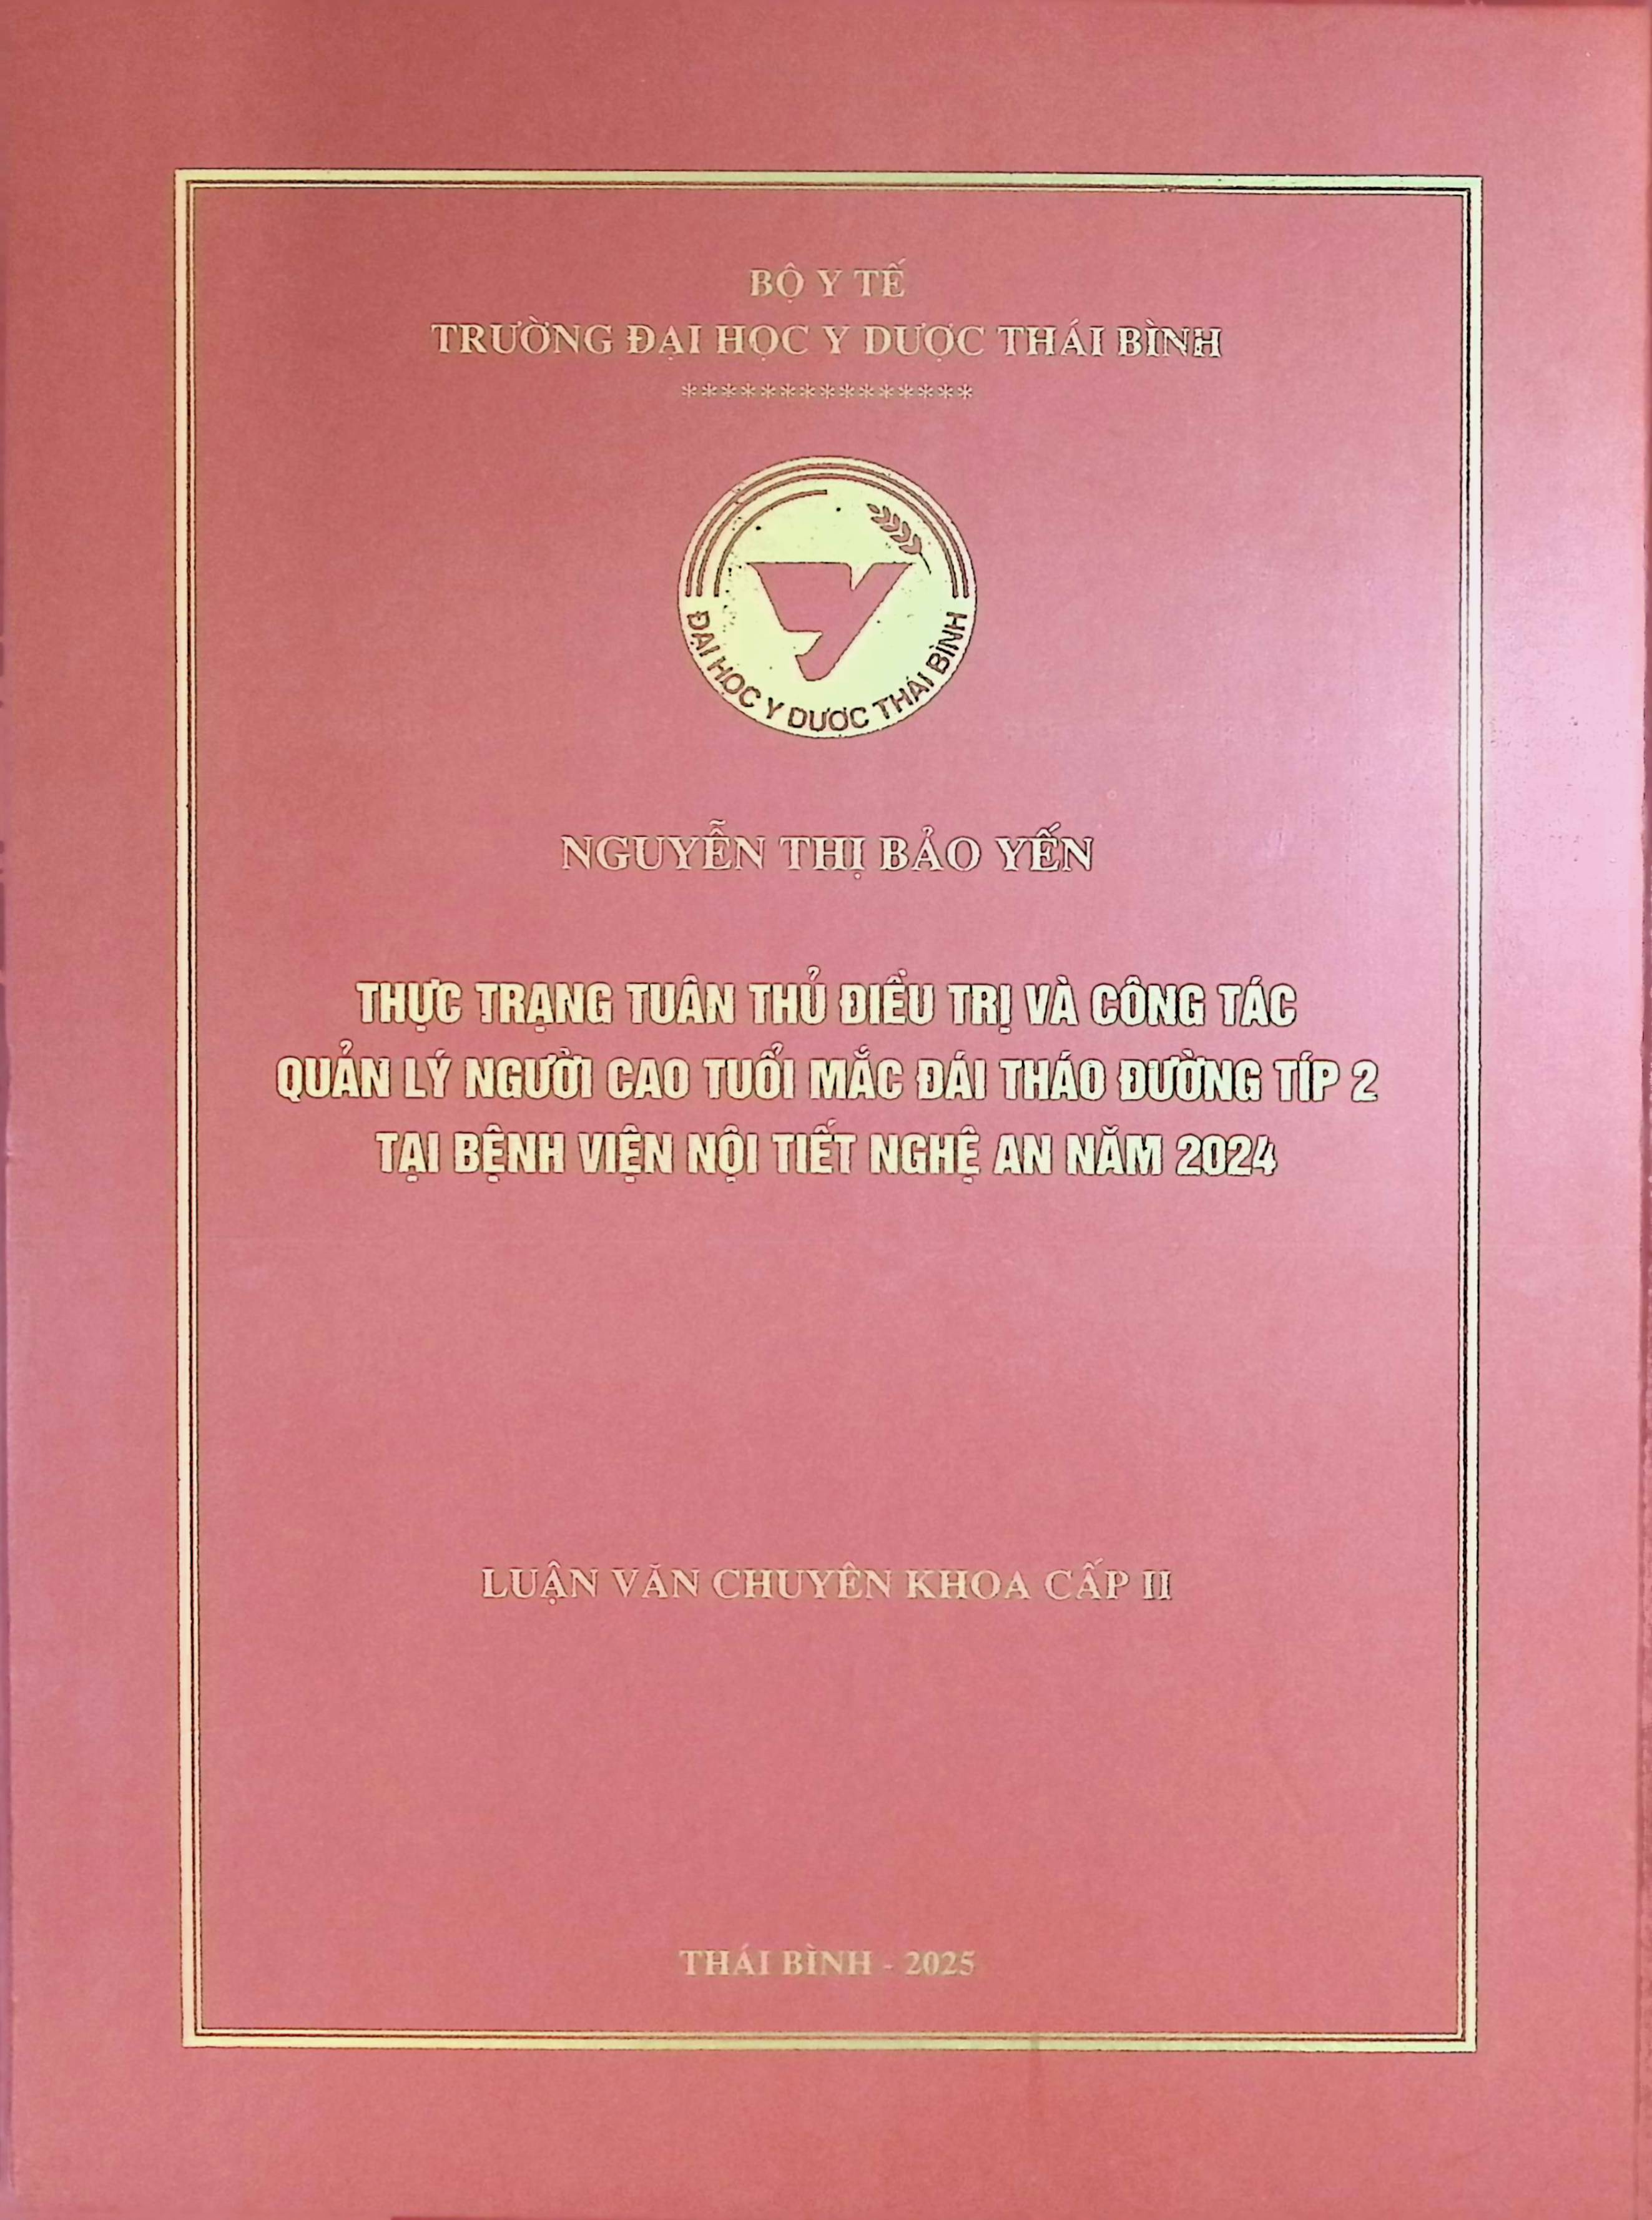 BỘ Y TẾ
TRƯỜNG ĐẠI HỌC Y DƯỢC THÁI BÌNH
***************
ĐẠI HỌC Y DƯỢC THÁI BÌNH
NGUYỄN THỊ BẢO YẾN
THỰC TRẠNG TUÂN THỦ ĐIỀU TRỊ VÀ CÔNG TÁC
QUẢN LÝ NGƯỜI CAO TUỔI MẮC ĐÁI THÁO ĐƯỜNG TÍP 2
TẠI BỆNH VIỆN NỘI TIẾT NGHỆ AN NĂM 2024
LUẬN VĂN CHUYÊN KHOA CẤP II
THÁI BÌNH - 2025